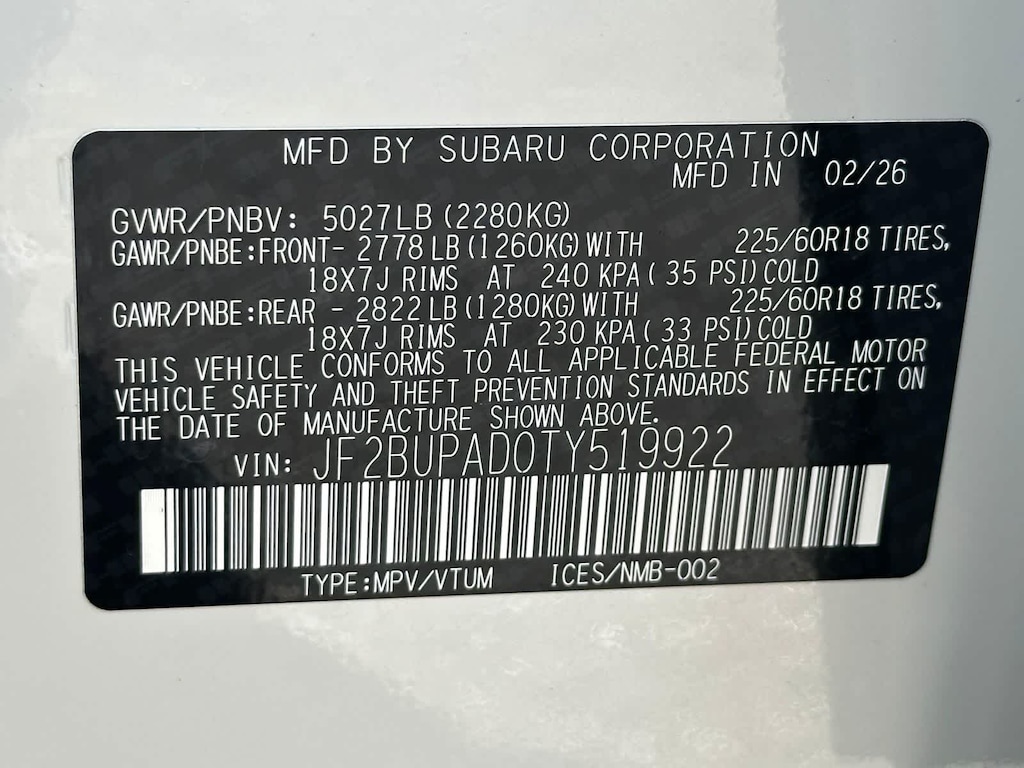 MFD BY SUBARU CORPORATION
MFD IN 02/26
GVWR/PNBV: 5027LB (2280KG)
GAWR/PNBE:FRONT- 2778 LB (1260KG) WITH 225/60R18 TIRES,
18X7J RIMS AT 240 KPA ( 35 PSI) COLD
GAWR/PNBE:REAR - 2822 LB (1280KG) WITH 225/60R18 TIRES,
18X7J RIMS AT 230 KPA ( 33 PSI) COLD
THIS VEHICLE CONFORMS TO ALL APPLICABLE FEDERAL MOTOR
VEHICLE SAFETY AND THEFT PREVENTION STANDARDS IN EFFECT ON
THE DATE OF MANUFACTURE SHOWN ABOVE.
VIN: JF2BUPAD0TY519922
TYPE:MPV/VTUM ICES/NMB-002